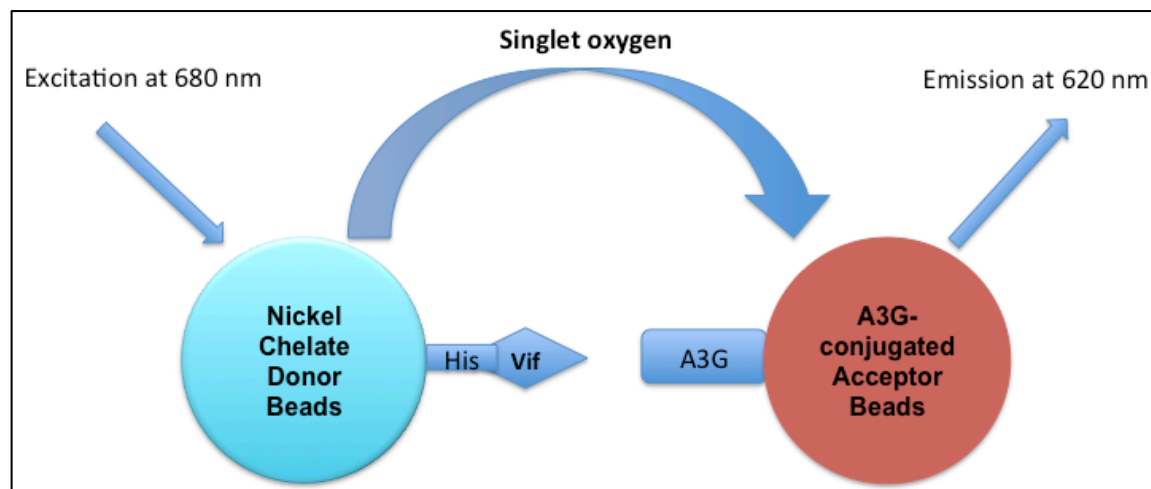 Singlet oxygen
Excitation at 680 nm
Emission at 620 nm
Nickel
Chelate
Donor
Beads
His
Vif
A3G
A3G-
conjugated
Acceptor
Beads